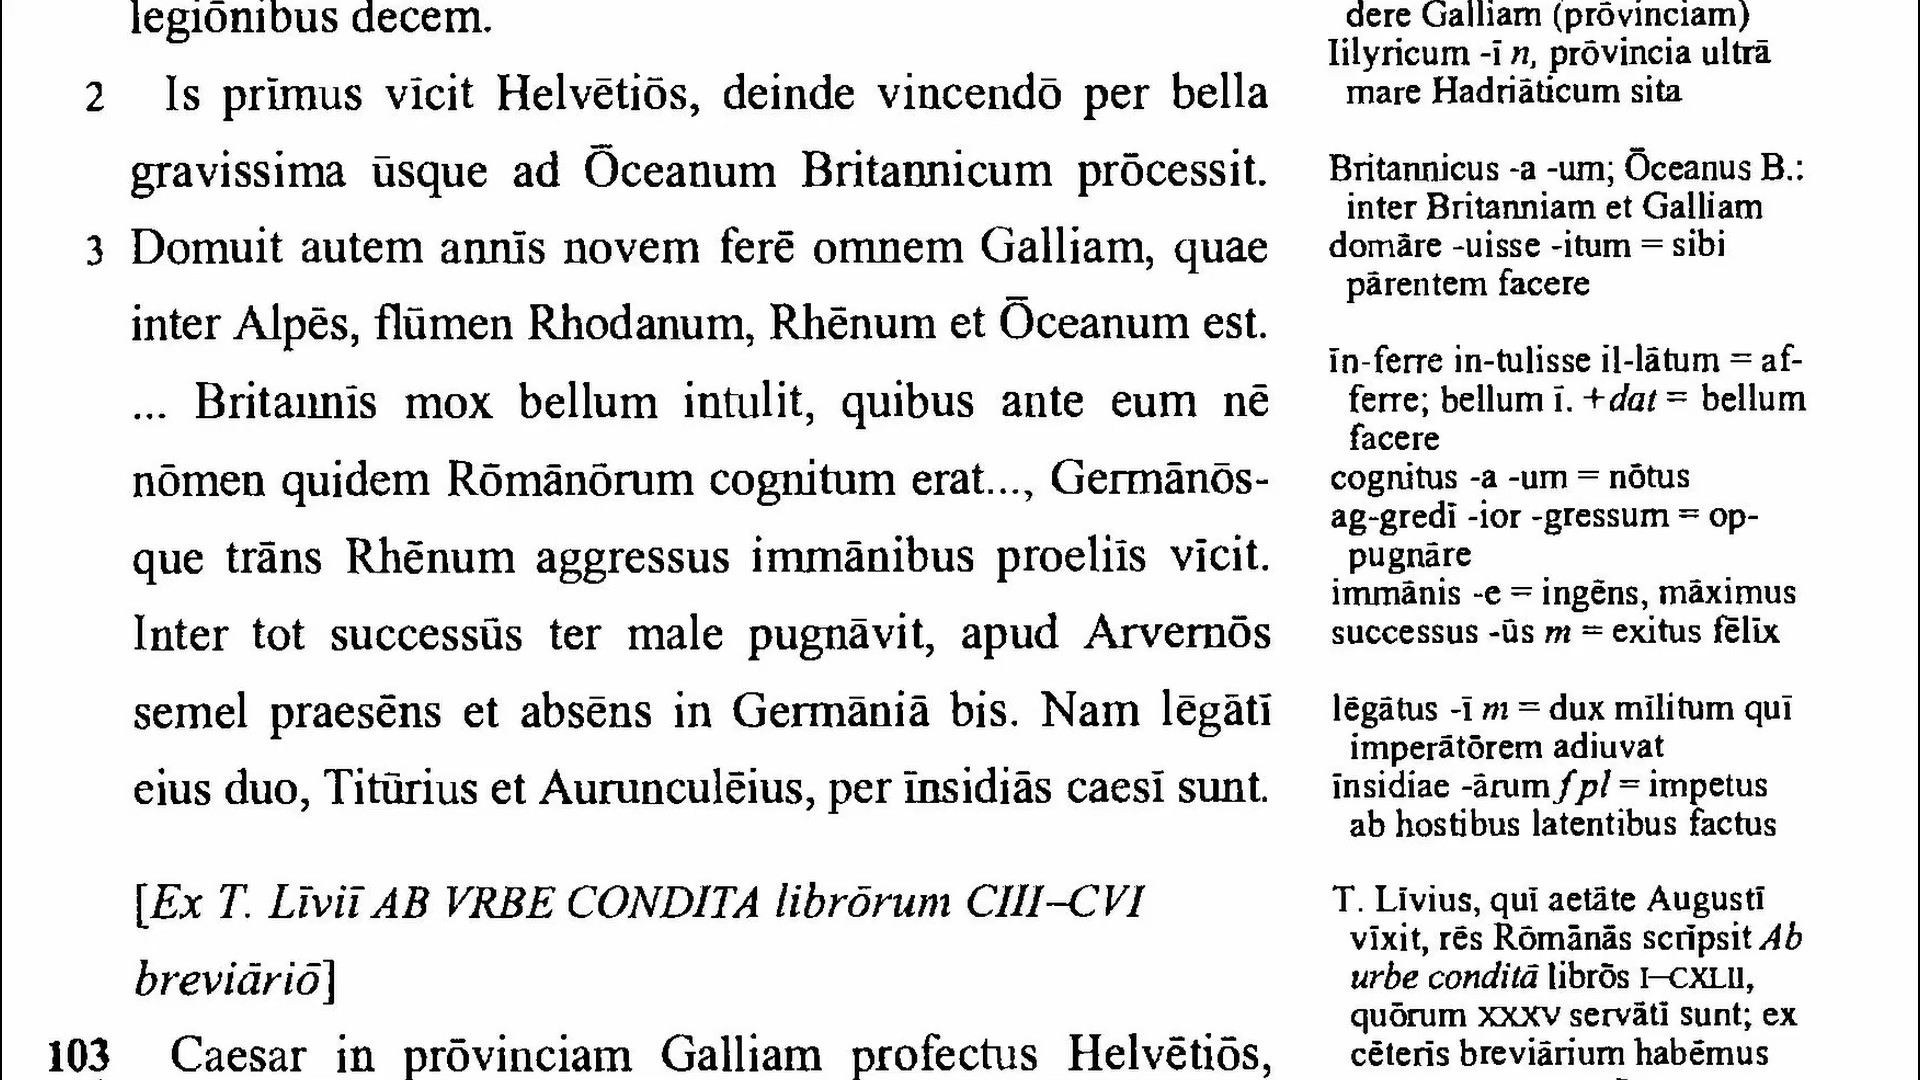 legiōnibus decem.
2 Is prīmus vīcit Helvētiōs, deinde vincendō per bella
gravissima ūsque ad Ōceanum Britannicum prōcessit.
3 Domuit autem annīs novem ferē omnem Galliam, quae
inter Alpēs, flūmen Rhodanum, Rhēnum et Ōceanum est.
... Britannīs mox bellum intulit, quibus ante eum nē
nōmen quidem Rōmānōrum cognitum erat..., Germānōs-
que trāns Rhēnum aggressus immānibus proeliīs vīcit.
Inter tot successūs ter male pugnāvit, apud Arvernōs
semel praesēns et absēns in Germāniā bis. Nam lēgātī
eius duo, Titūrius et Aurunculēius, per īnsidiās caesī sunt.
[Ex T. Līviī AB VRBE CONDITA librōrum CIII–CVI
breviāriō]
103 Caesar in prōvinciam Galliam profectus Helvētiōs,
dere Galliam (prōvinciam)
Iilyricum -ī n, prōvincia ultrā
mare Hadriāticum sita
Britannicus -a -um; Ōceanus B.:
inter Britanniam et Galliam
domāre -uisse -itum = sibi
pārentem facere
īn-ferre in-tulisse il-lātum = af-
ferre; bellum ī. +dat = bellum
facere
cognitus -a -um = nōtus
ag-gredī -ior -gressum = op-
pugnāre
immānis -e = ingēns, māximus
successus -ūs m = exitus fēlīx
lēgātus -ī m = dux mīlitum quī
imperātōrem adiuvat
īnsidiae -ārum f pl = impetus
ab hostibus latentibus factus
T. Līvius, quī aetāte Augustī
vīxit, rēs Rōmānās scrīpsit Ab
urbe conditā librōs I–CXLII,
quōrum XXXV servātī sunt; ex
cēterīs breviārium habēmus